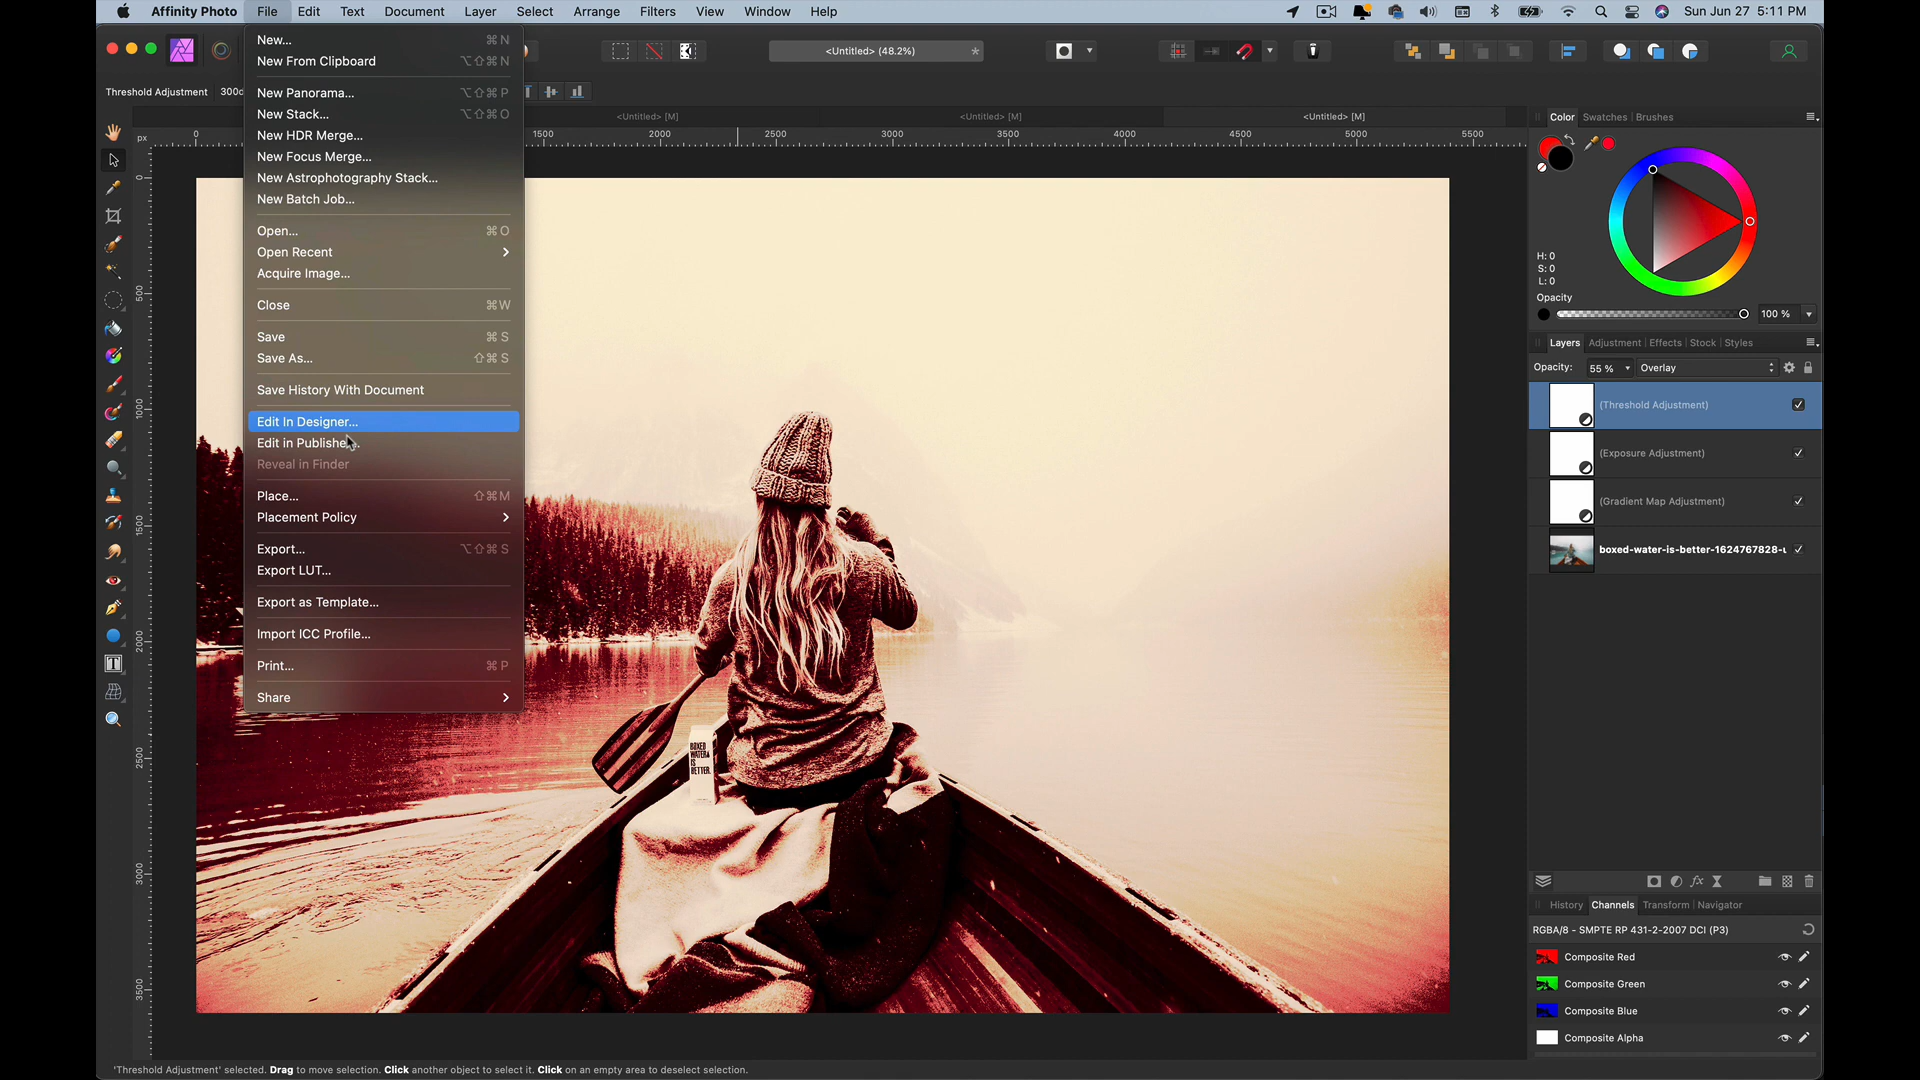 Affinity Photo File Edit Text Document Layer Select Arrange Filters View Window Help Sun Jun 27 5:11 PM
<Untitled> (48.2%) *
Threshold Adjustment 300d
<Untitled> [M] <Untitled> [M] <Untitled> [M]
px 0 1500 2000 2500 3000 3500 4000 4500 5000 5500
0
500
1000
1500
2000
2500
3000
3500
New... ⌘N
New From Clipboard ⌥⇧⌘N
New Panorama... ⌥⇧⌘P
New Stack... ⌥⇧⌘O
New HDR Merge...
New Focus Merge...
New Astrophotography Stack...
New Batch Job...
Open... ⌘O
Open Recent
Acquire Image...
Close ⌘W
Save ⌘S
Save As... ⇧⌘S
Save History With Document
Edit In Designer...
Edit in Publishe
Reveal in Finder
Place... ⇧⌘M
Placement Policy
Export... ⌥⇧⌘S
Export LUT...
Export as Template...
Import ICC Profile...
Print... ⌘P
Share
BOXED
WATER
IS
BETTER.
Color Swatches Brushes
H: 0
S: 0
L: 0
Opacity
100 %
Layers Adjustment Effects Stock Styles
Opacity: 55 % Overlay
(Threshold Adjustment)
(Exposure Adjustment)
(Gradient Map Adjustment)
boxed-water-is-better-1624767828-u
fx
History Channels Transform Navigator
RGBA/8 - SMPTE RP 431-2-2007 DCI (P3)
Composite Red
Composite Green
Composite Blue
Composite Alpha
'Threshold Adjustment' selected. Drag to move selection. Click another object to select it. Click on an empty area to deselect selection.